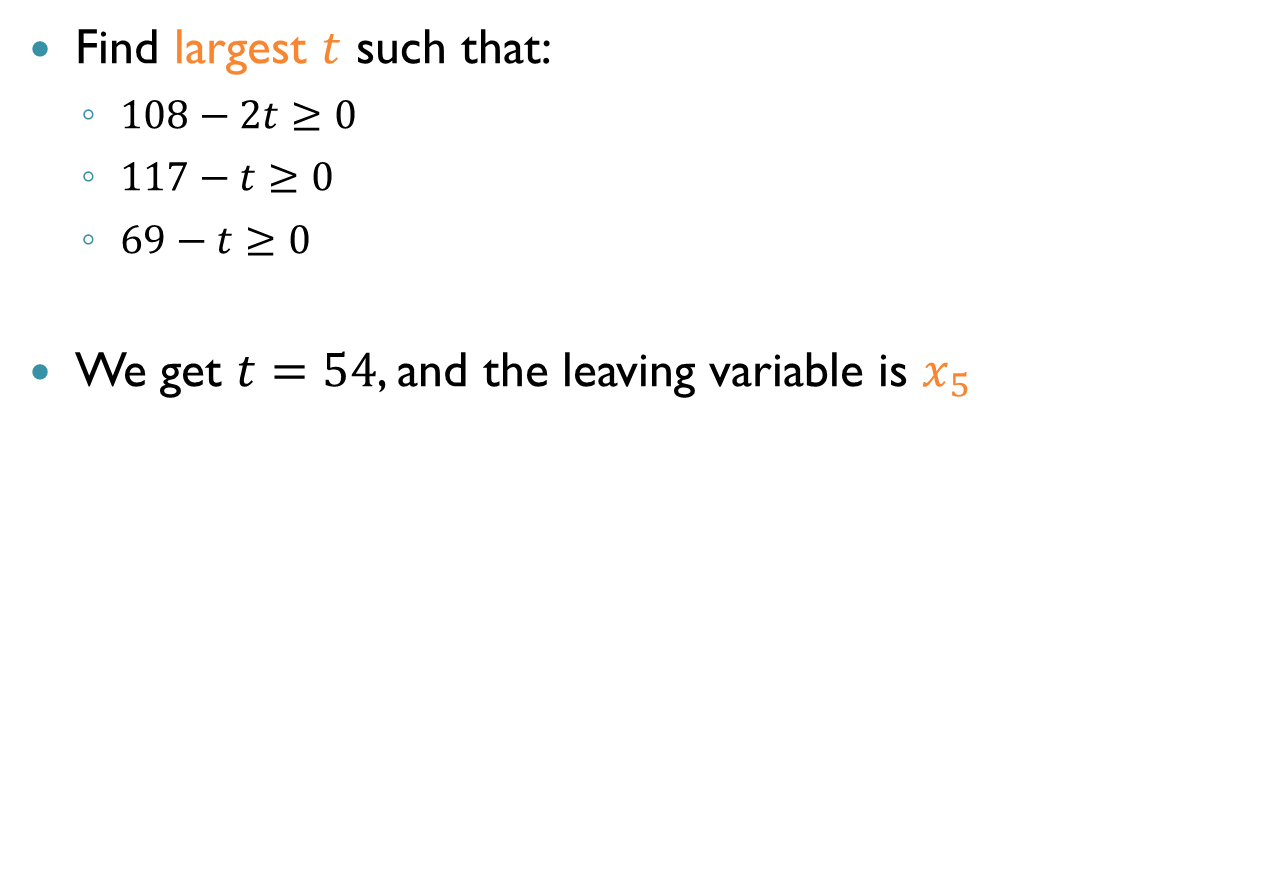 • Find largest 𝑡 such that:
◦ 108 − 2𝑡 ≥ 0
◦ 117 − 𝑡 ≥ 0
◦ 69 − 𝑡 ≥ 0
• We get 𝑡 = 54, and the leaving variable is 𝑥₅